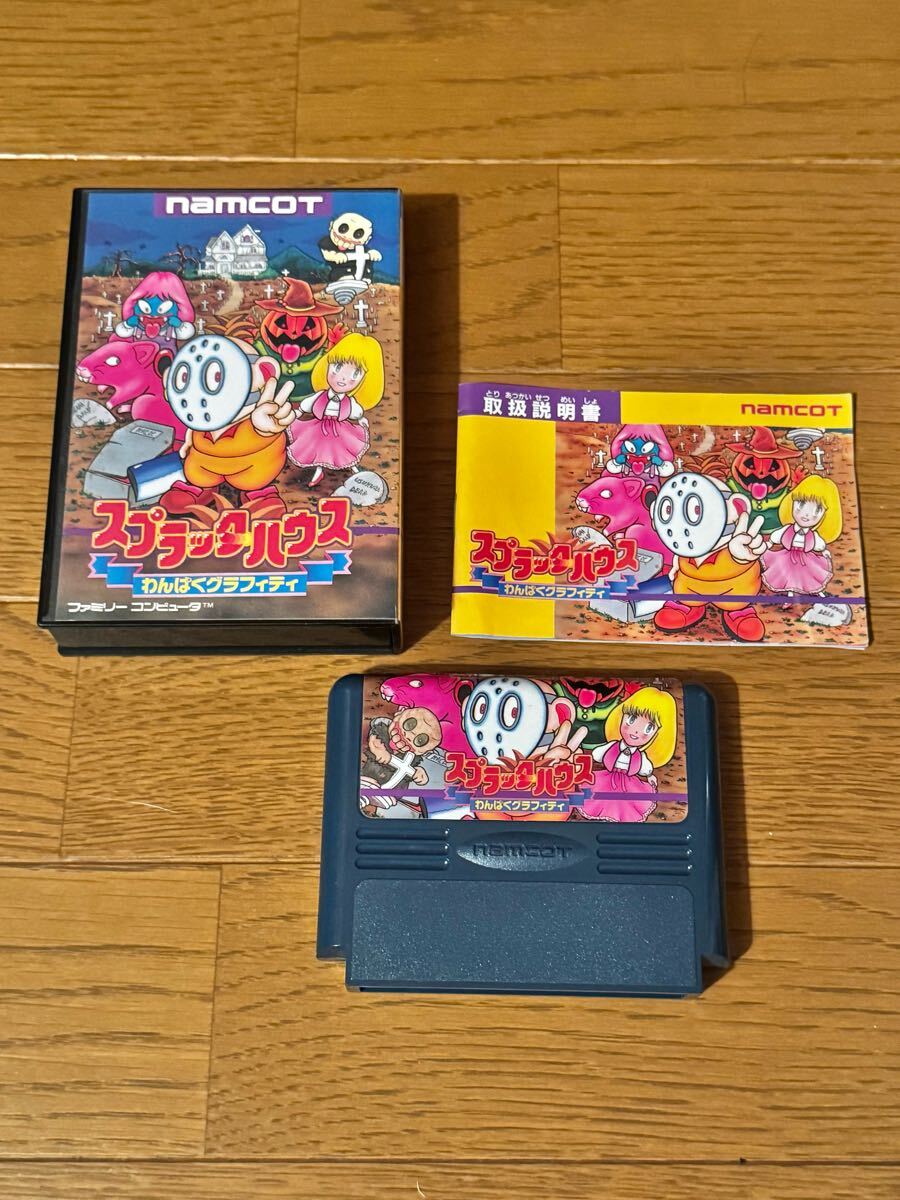 namcot
スプラッターハウス
わんぱくグラフィティ
ファミリー コンピュータ™
とり あつかい せつ めい しょ
取扱説明書
namcot
スプラッターハウス
わんぱくグラフィティ
スプラッターハウス
わんぱくグラフィティ
namcot